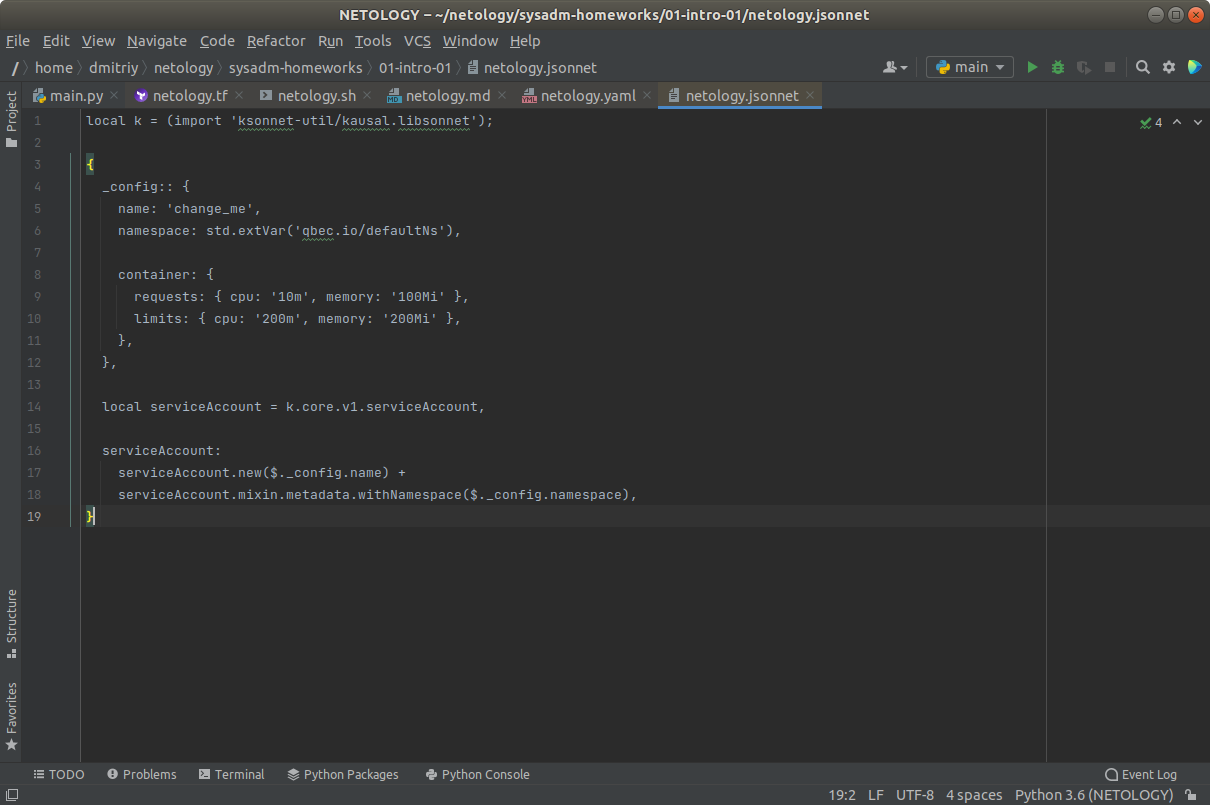 NETOLOGY – ~/netology/sysadm-homeworks/01-intro-01/netology.jsonnet
File Edit View Navigate Code Refactor Run Tools VCS Window Help
/ home dmitriy netology sysadm-homeworks 01-intro-01 netology.jsonnet main
Project
main.py netology.tf netology.sh netology.md netology.yaml netology.jsonnet
4
1 local k = (import 'ksonnet-util/kausal.libsonnet');
2
3 {
4   _config:: {
5     name: 'change_me',
6     namespace: std.extVar('qbec.io/defaultNs'),
7
8     container: {
9       requests: { cpu: '10m', memory: '100Mi' },
10       limits: { cpu: '200m', memory: '200Mi' },
11     },
12   },
13
14   local serviceAccount = k.core.v1.serviceAccount,
15
16   serviceAccount:
17     serviceAccount.new($._config.name) +
18     serviceAccount.mixin.metadata.withNamespace($._config.namespace),
19 }
Structure
Favorites
TODO Problems Terminal Python Packages Python Console Event Log
19:2 LF UTF-8 4 spaces Python 3.6 (NETOLOGY)